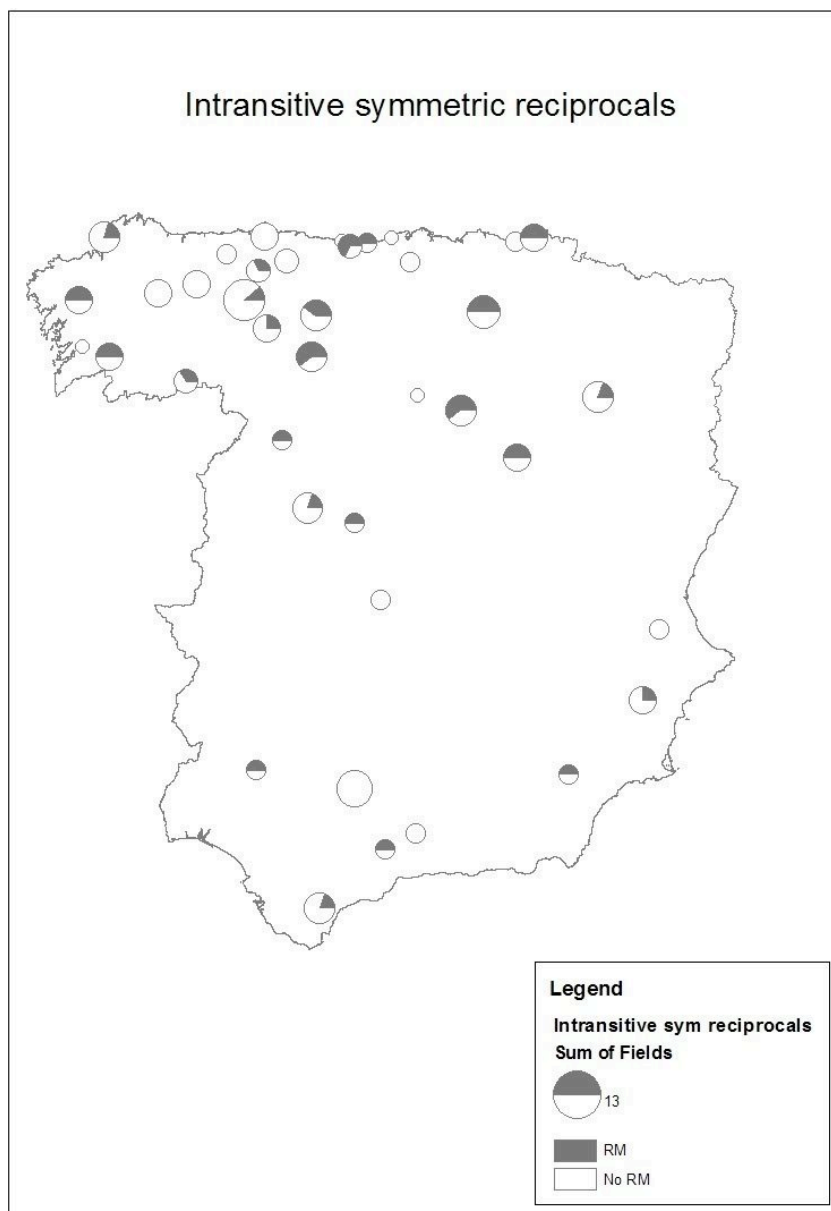 Intransitive symmetric reciprocals
Legend
Intransitive sym reciprocals
Sum of Fields
13
RM
No RM